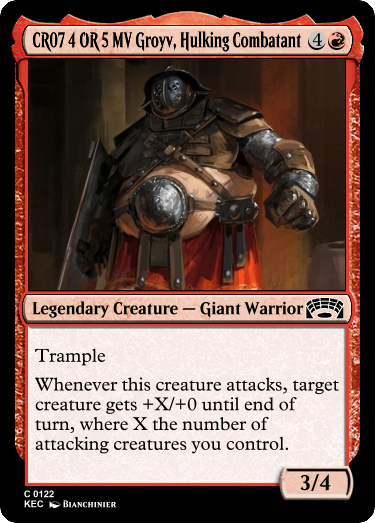 CR07 4 OR 5 MV Groyv, Hulking Combatant 4
Legendary Creature — Giant Warrior
Trample
Whenever this creature attacks, target
creature gets +X/+0 until end of
turn, where X the number of
attacking creatures you control.
3/4
C 0122
KEC Bianchinier